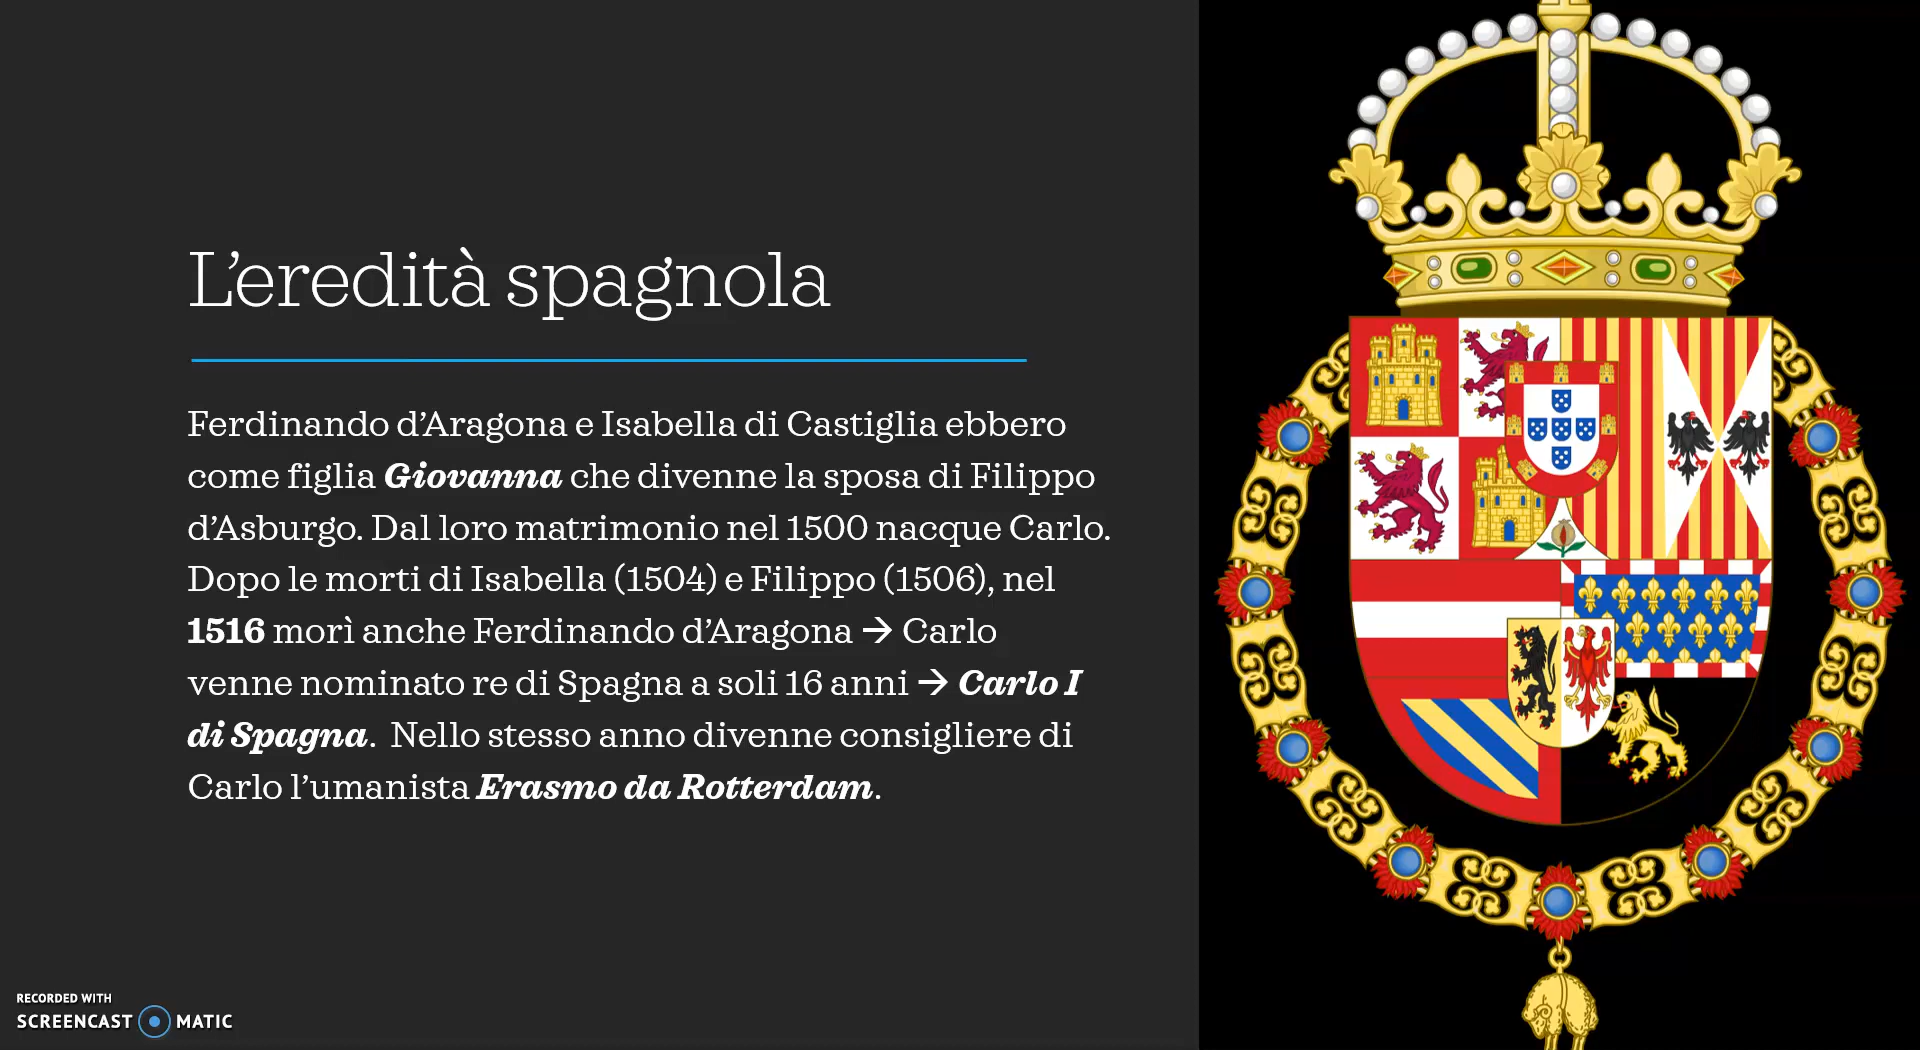 L’eredità spagnola
Ferdinando d’Aragona e Isabella di Castiglia ebbero
come figlia Giovanna che divenne la sposa di Filippo
d’Asburgo. Dal loro matrimonio nel 1500 nacque Carlo.
Dopo le morti di Isabella (1504) e Filippo (1506), nel
1516 morì anche Ferdinando d’Aragona → Carlo
venne nominato re di Spagna a soli 16 anni → Carlo I
di Spagna.  Nello stesso anno divenne consigliere di
Carlo l’umanista Erasmo da Rotterdam.
RECORDED WITH
SCREENCAST MATIC